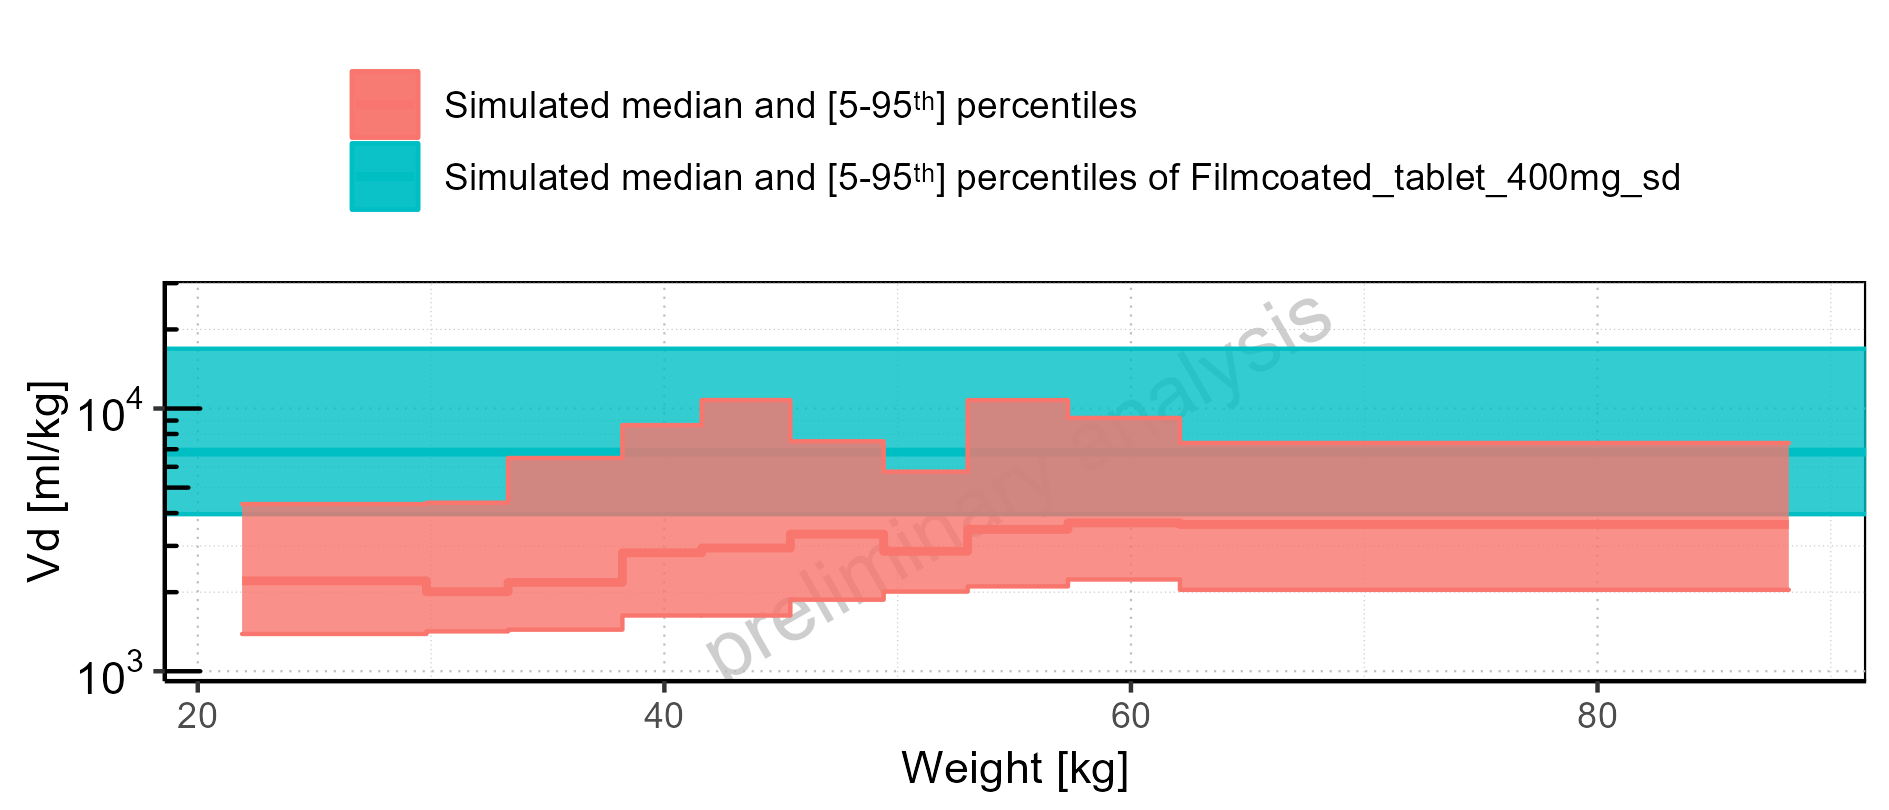 Simulated median and [5-95th] percentiles
Simulated median and [5-95th] percentiles of Filmcoated_tablet_400mg_sd
Vd [ml/kg]
10^4
10^3
preliminary analysis
20 40 60 80
Weight [kg]